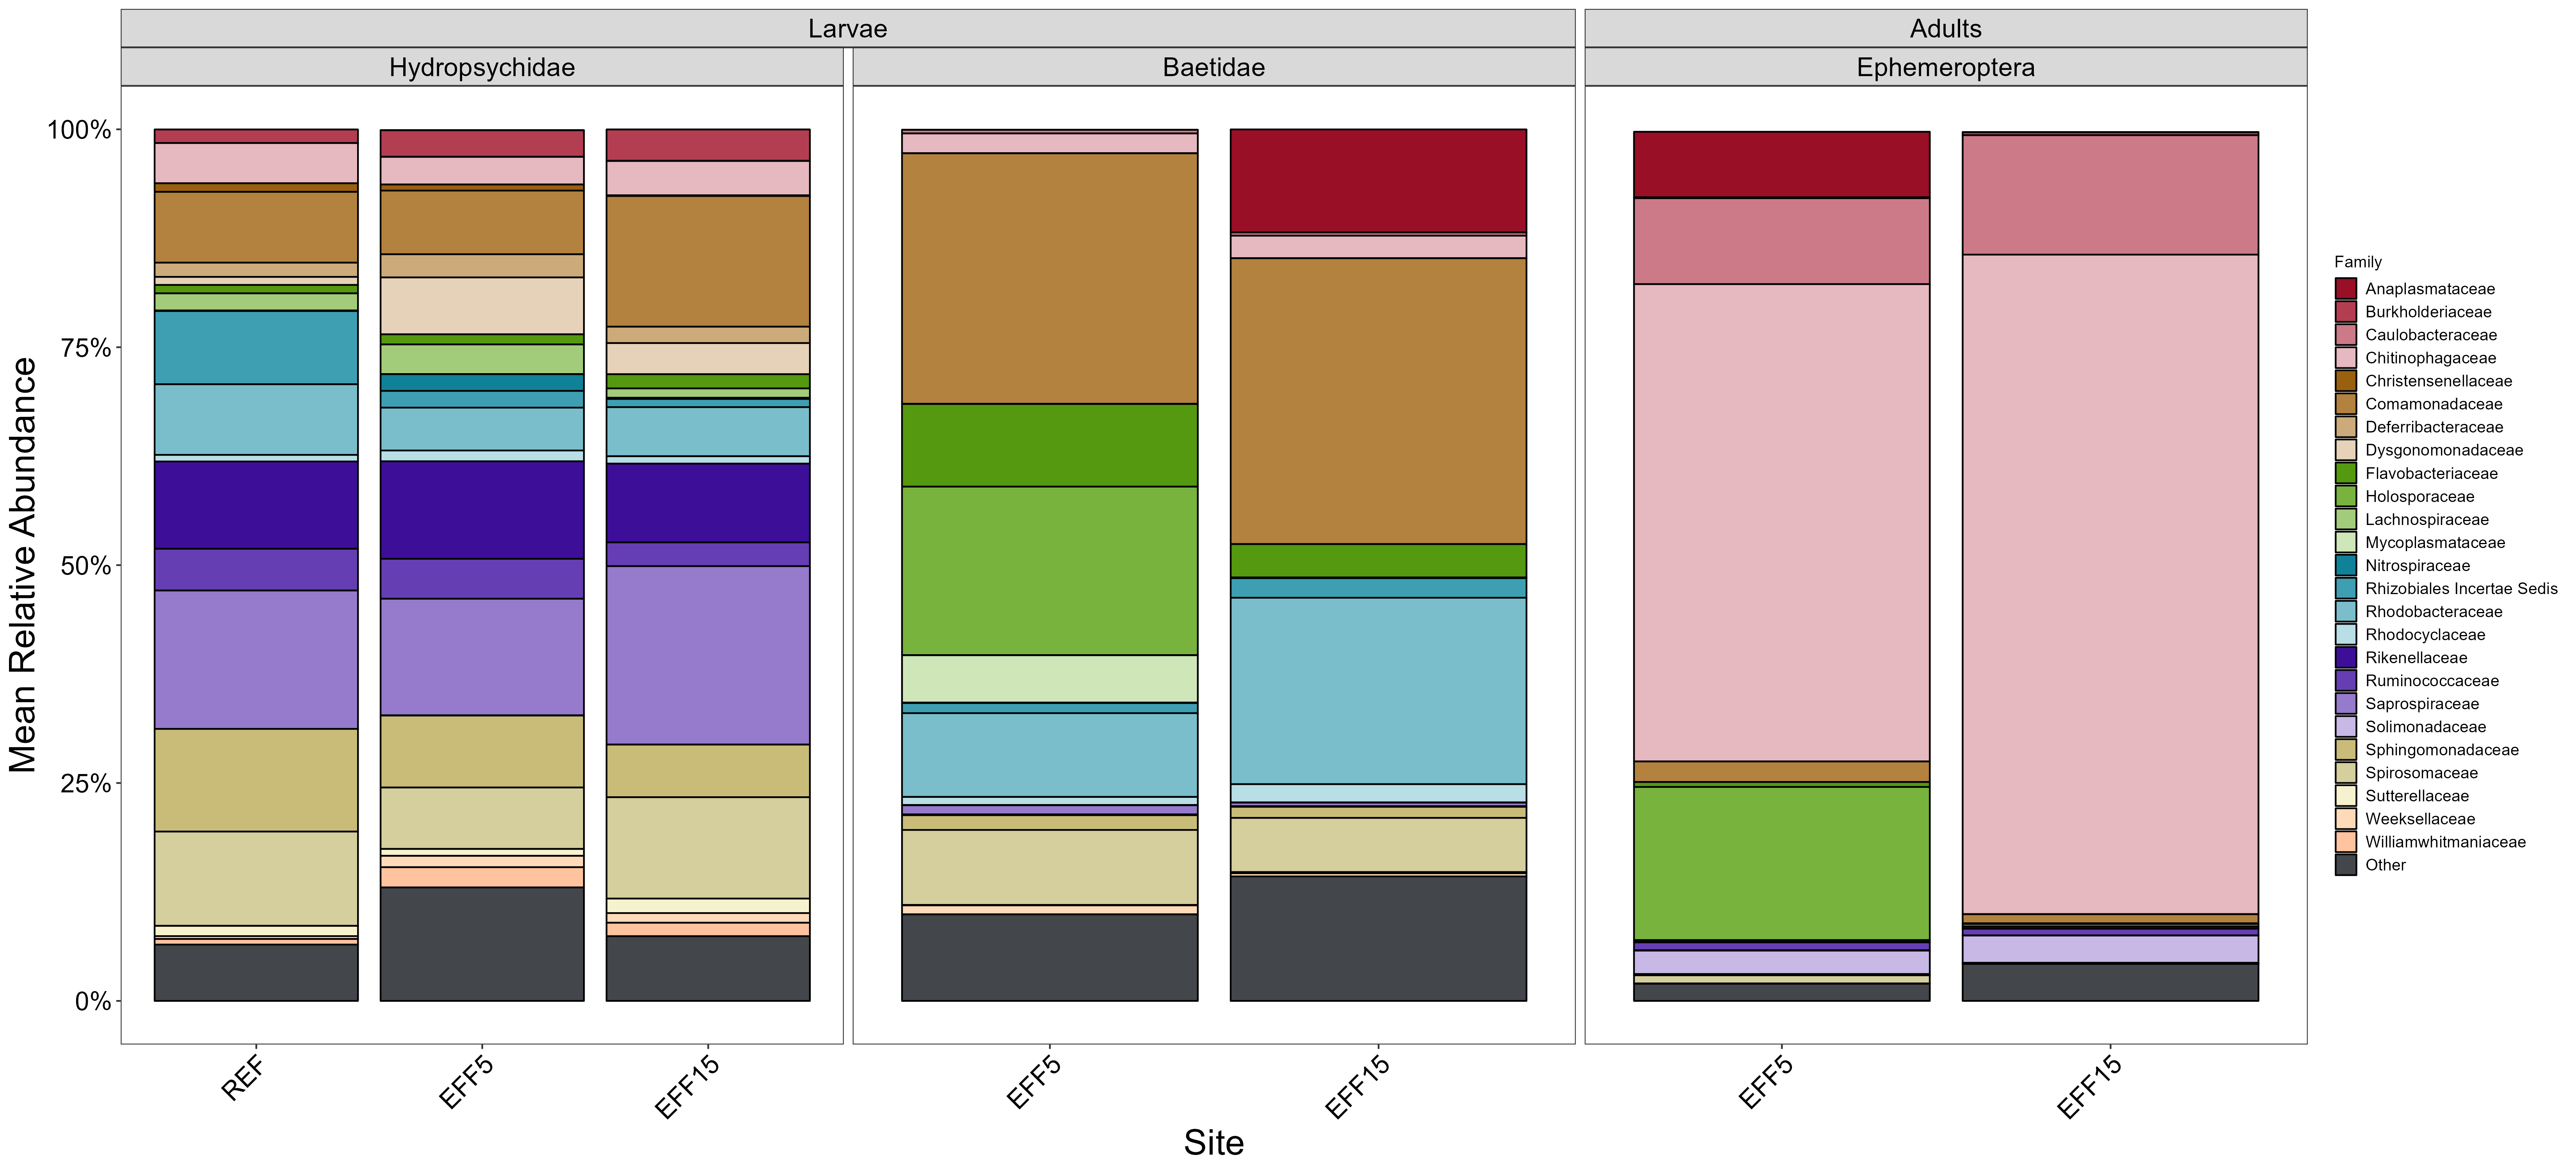 Larvae
Adults
Hydropsychidae
Baetidae
Ephemeroptera
Mean Relative Abundance
100%
75%
50%
25%
0%
REF
EFF5
EFF15
EFF5
EFF15
EFF5
EFF15
Site
Family
Anaplasmataceae
Burkholderiaceae
Caulobacteraceae
Chitinophagaceae
Christensenellaceae
Comamonadaceae
Deferribacteraceae
Dysgonomonadaceae
Flavobacteriaceae
Holosporaceae
Lachnospiraceae
Mycoplasmataceae
Nitrospiraceae
Rhizobiales Incertae Sedis
Rhodobacteraceae
Rhodocyclaceae
Rikenellaceae
Ruminococcaceae
Saprospiraceae
Solimonadaceae
Sphingomonadaceae
Spirosomaceae
Sutterellaceae
Weeksellaceae
Williamwhitmaniaceae
Other